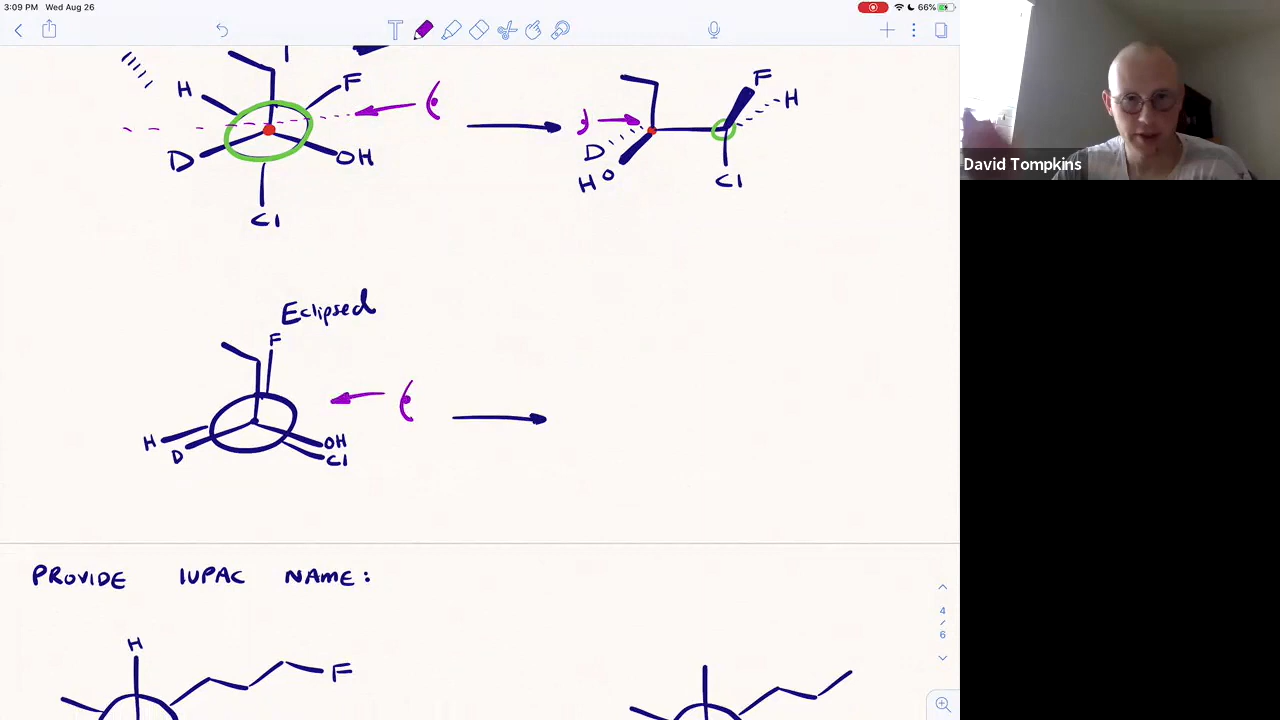 3:09 PM Wed Aug 26
66%
T
H
F
D
OH
Cl
F
H
D
HO
Cl
David Tompkins
Eclipsed
F
H
D
OH
Cl
PROVIDE IUPAC NAME:
4
/
6
H
F